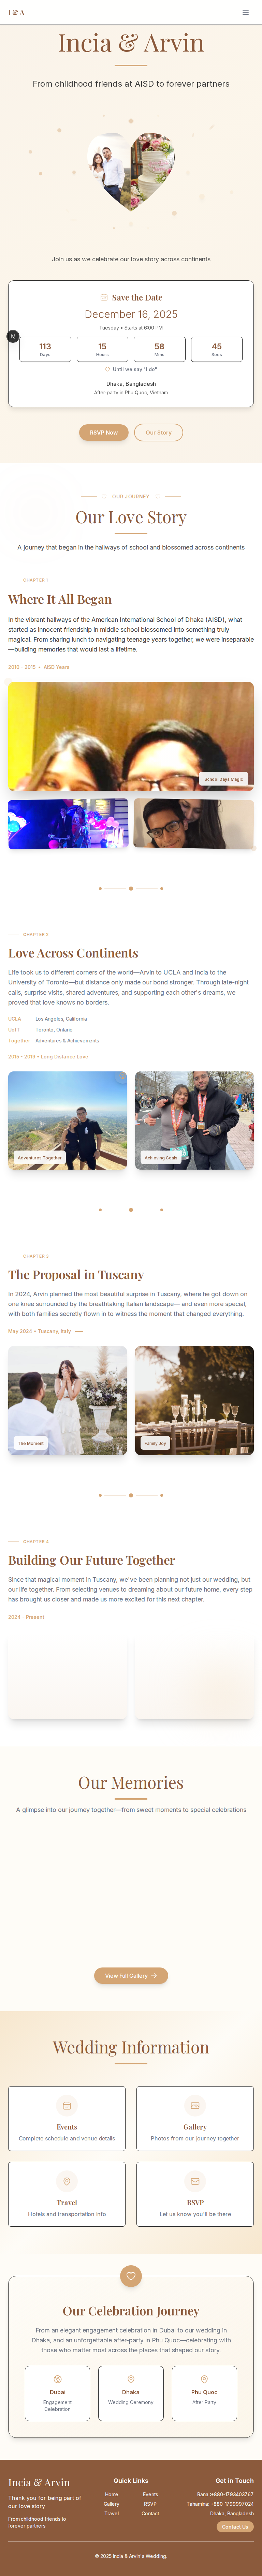 I & A
Incia & Arvin
From childhood friends at AISD to forever partners
Join us as we celebrate our love story across continents
Save the Date
December 16, 2025
Tuesday • Starts at 6:00 PM
N
113
Days
15
Hours
58
Mins
45
Secs
Until we say "I do"
Dhaka, Bangladesh
After-party in Phu Quoc, Vietnam
RSVP Now
Our Story
OUR JOURNEY
Our Love Story
A journey that began in the hallways of school and blossomed across continents
CHAPTER 1
Where It All Began
In the vibrant hallways of the American International School of Dhaka (AISD), what
started as innocent friendship in middle school blossomed into something truly
magical. From sharing lunch to navigating teenage years together, we were inseparable
—building memories that would last a lifetime.
2010 - 2015 • AISD Years
School Days Magic
CHAPTER 2
Love Across Continents
Life took us to different corners of the world—Arvin to UCLA and Incia to the
University of Toronto—but distance only made our bond stronger. Through late-night
calls, surprise visits, shared adventures, and supporting each other's dreams, we
proved that love knows no borders.
UCLA Los Angeles, California
UofT Toronto, Ontario
Together Adventures & Achievements
2015 - 2019 • Long Distance Love
Adventures Together
Achieving Goals
CHAPTER 3
The Proposal in Tuscany
In 2024, Arvin planned the most beautiful surprise in Tuscany, where he got down on
one knee surrounded by the breathtaking Italian landscape— and even more special,
with both families secretly flown in to witness the moment that changed everything.
May 2024 • Tuscany, Italy
The Moment
Family Joy
CHAPTER 4
Building Our Future Together
Since that magical moment in Tuscany, we've been planning not just our wedding, but
our life together. From selecting venues to dreaming about our future home, every step
has brought us closer and made us more excited for this next chapter.
2024 - Present
Our Memories
A glimpse into our journey together—from sweet moments to special celebrations
View Full Gallery
Wedding Information
Events
Complete schedule and venue details
Gallery
Photos from our journey together
Travel
Hotels and transportation info
RSVP
Let us know you'll be there
Our Celebration Journey
From an elegant engagement celebration in Dubai to our wedding in
Dhaka, and an unforgettable after-party in Phu Quoc—celebrating with
those who matter most across the places that shaped our story.
Dubai
Engagement
Celebration
Dhaka
Wedding Ceremony
Phu Quoc
After Party
Incia & Arvin
Thank you for being part of
our love story
From childhood friends to
forever partners
Quick Links
Home
Events
Gallery
RSVP
Travel
Contact
Get in Touch
Rana :+880-1793403767
Tahamina: +880-1799997024
Dhaka, Bangladesh
Contact Us
© 2025 Incia & Arvin's Wedding.